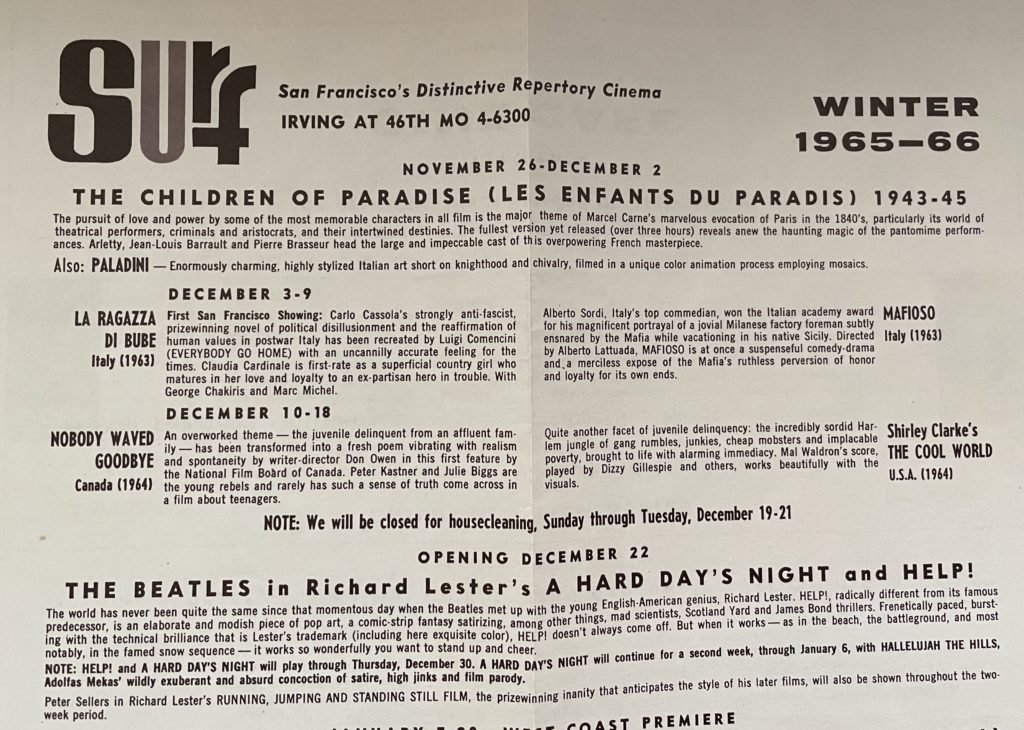 Surf
San Francisco's Distinctive Repertory Cinema
IRVING AT 46TH MO 4-6300
WINTER
1965—66
NOVEMBER 26-DECEMBER 2
THE CHILDREN OF PARADISE (LES ENFANTS DU PARADIS) 1943-45
The pursuit of love and power by some of the most memorable characters in all film is the major theme of Marcel Carne's marvelous evocation of Paris in the 1840's, particularly its world of
theatrical performers, criminals and aristocrats, and their intertwined destinies. The fullest version yet released (over three hours) reveals anew the haunting magic of the pantomime perform-
ances. Arletty, Jean-Louis Barrault and Pierre Brasseur head the large and impeccable cast of this overpowering French masterpiece.
Also: PALADINI — Enormously charming, highly stylized Italian art short on knighthood and chivalry, filmed in a unique color animation process employing mosaics.
DECEMBER 3-9
LA RAGAZZA
DI BUBE
Italy (1963)
First San Francisco Showing: Carlo Cassola's strongly anti-fascist,
prizewinning novel of political disillusionment and the reaffirmation of
human values in postwar Italy has been recreated by Luigi Comencini
(EVERYBODY GO HOME) with an uncannily accurate feeling for the
times. Claudia Cardinale is first-rate as a superficial country girl who
matures in her love and loyalty to an ex-partisan hero in trouble. With
George Chakiris and Marc Michel.
Alberto Sordi, Italy's top commedian, won the Italian academy award
for his magnificent portrayal of a jovial Milanese factory foreman subtly
ensnared by the Mafia while vacationing in his native Sicily. Directed
by Alberto Lattuada, MAFIOSO is at once a suspenseful comedy-drama
and a merciless expose of the Mafia's ruthless perversion of honor
and loyalty for its own ends.
MAFIOSO
Italy (1963)
DECEMBER 10-18
NOBODY WAVED
GOODBYE
Canada (1964)
An overworked theme — the juvenile delinquent from an affluent fam-
ily — has been transformed into a fresh poem vibrating with realism
and spontaneity by writer-director Don Owen in this first feature by
the National Film Board of Canada. Peter Kastner and Julie Biggs are
the young rebels and rarely has such a sense of truth come across in
a film about teenagers.
Quite another facet of juvenile delinquency: the incredibly sordid Har-
lem jungle of gang rumbles, junkies, cheap mobsters and implacable
poverty, brought to life with alarming immediacy. Mal Waldron's score,
played by Dizzy Gillespie and others, works beautifully with the
visuals.
Shirley Clarke's
THE COOL WORLD
U.S.A. (1964)
NOTE: We will be closed for housecleaning, Sunday through Tuesday, December 19-21
OPENING DECEMBER 22
THE BEATLES in Richard Lester's A HARD DAY'S NIGHT and HELP!
The world has never been quite the same since that momentous day when the Beatles met up with the young English-American genius, Richard Lester. HELP!, radically different from its famous
predecessor, is an elaborate and modish piece of pop art, a comic-strip fantasy satirizing, among other things, mad scientists, Scotland Yard and James Bond thrillers. Frenetically paced, burst-
ing with the technical brilliance that is Lester's trademark (including here exquisite color), HELP! doesn't always come off. But when it works — as in the beach, the battleground, and most
notably, in the famed snow sequence — it works so wonderfully you want to stand up and cheer.
NOTE: HELP! and A HARD DAY'S NIGHT will play through Thursday, December 30. A HARD DAY'S NIGHT will continue for a second week, through January 6, with HALLELUJAH THE HILLS,
Adolfas Mekas' wildly exuberant and absurd concoction of satire, high jinks and film parody.
Peter Sellers in Richard Lester's RUNNING, JUMPING AND STANDING STILL FILM, the prizewinning inanity that anticipates the style of his later films, will also be shown throughout the two-
week period.
WEST COAST PREMIERE